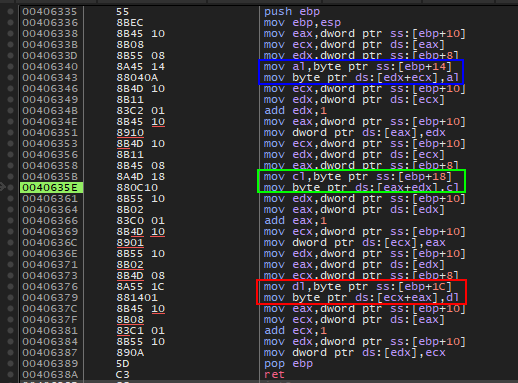 00406335 55 push ebp
00406336 8BEC mov ebp,esp
00406338 8B45 10 mov eax,dword ptr ss:[ebp+10]
0040633B 8B08 mov ecx,dword ptr ds:[eax]
0040633D 8B55 08 mov edx,dword ptr ss:[ebp+8]
00406340 8A45 14 mov al,byte ptr ss:[ebp+14]
00406343 88040A mov byte ptr ds:[edx+ecx],al
00406346 8B4D 10 mov ecx,dword ptr ss:[ebp+10]
00406349 8B11 mov edx,dword ptr ds:[ecx]
0040634B 83C2 01 add edx,1
0040634E 8B45 10 mov eax,dword ptr ss:[ebp+10]
00406351 8910 mov dword ptr ds:[eax],edx
00406353 8B4D 10 mov ecx,dword ptr ss:[ebp+10]
00406356 8B11 mov edx,dword ptr ds:[ecx]
00406358 8B45 08 mov eax,dword ptr ss:[ebp+8]
0040635B 8A4D 18 mov cl,byte ptr ss:[ebp+18]
0040635E 880C10 mov byte ptr ds:[eax+edx],cl
00406361 8B55 10 mov edx,dword ptr ss:[ebp+10]
00406364 8B02 mov eax,dword ptr ds:[edx]
00406366 83C0 01 add eax,1
00406369 8B4D 10 mov ecx,dword ptr ss:[ebp+10]
0040636C 8901 mov dword ptr ds:[ecx],eax
0040636E 8B55 10 mov edx,dword ptr ss:[ebp+10]
00406371 8B02 mov eax,dword ptr ds:[edx]
00406373 8B4D 08 mov ecx,dword ptr ss:[ebp+8]
00406376 8A55 1C mov dl,byte ptr ss:[ebp+1C]
00406379 881401 mov byte ptr ds:[ecx+eax],dl
0040637C 8B45 10 mov eax,dword ptr ss:[ebp+10]
0040637F 8B08 mov ecx,dword ptr ds:[eax]
00406381 83C1 01 add ecx,1
00406384 8B55 10 mov edx,dword ptr ss:[ebp+10]
00406387 890A mov dword ptr ds:[edx],ecx
00406389 5D pop ebp
0040638A C3 ret